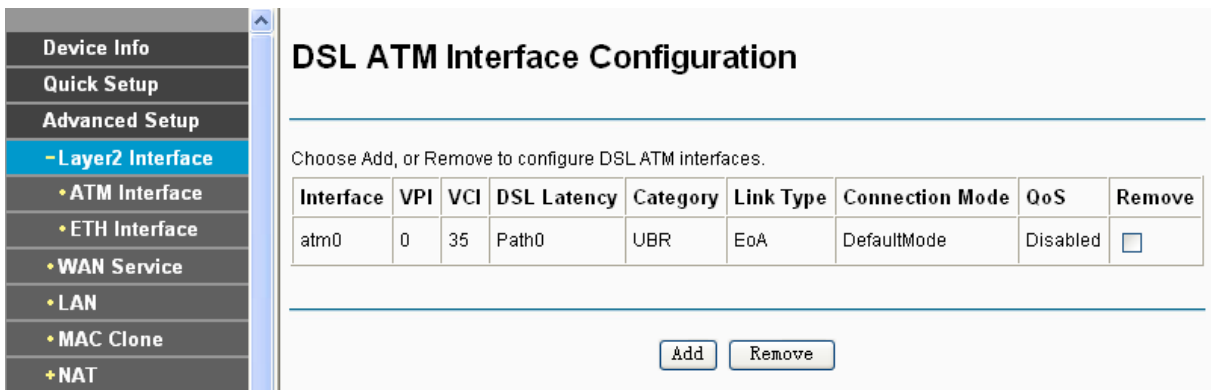 Device Info
Quick Setup
Advanced Setup
-Layer2 Interface
•ATM Interface
•ETH Interface
•WAN Service
•LAN
•MAC Clone
+NAT
DSL ATM Interface Configuration
Choose Add, or Remove to configure DSL ATM interfaces.
Interface VPI VCI DSL Latency Category Link Type Connection Mode QoS Remove
atm0 0 35 Path0 UBR EoA DefaultMode Disabled
Add Remove